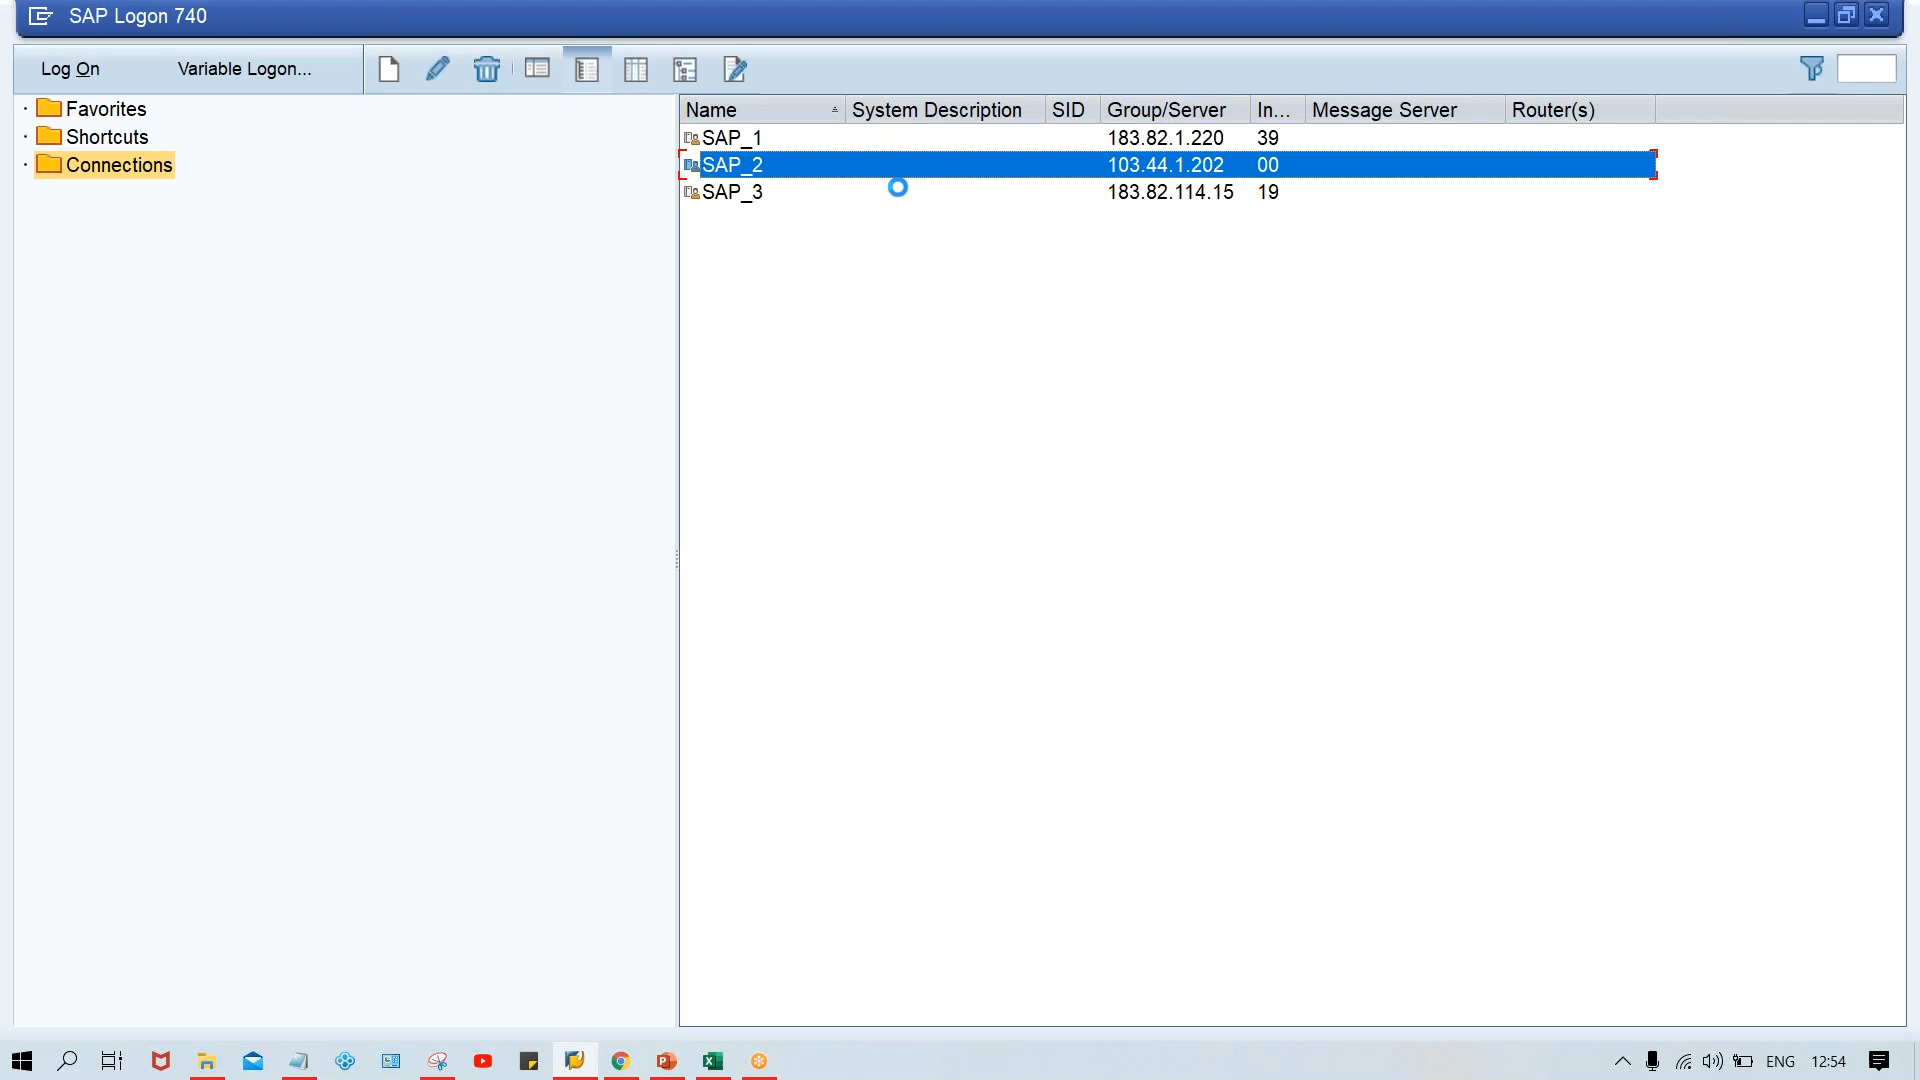 SAP Logon 740
Log On Variable Logon...
Favorites
Shortcuts
Connections
Name System Description SID Group/Server In... Message Server Router(s)
SAP_1 183.82.1.220 39
SAP_2 103.44.1.202 00
SAP_3 183.82.114.15 19
ENG 12:54